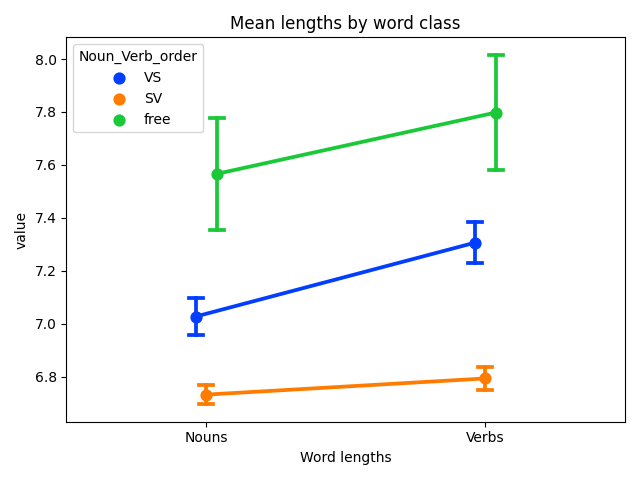 Mean lengths by word class
Noun_Verb_order
VS
SV
free
value
8.0
7.8
7.6
7.4
7.2
7.0
6.8
Nouns
Verbs
Word lengths